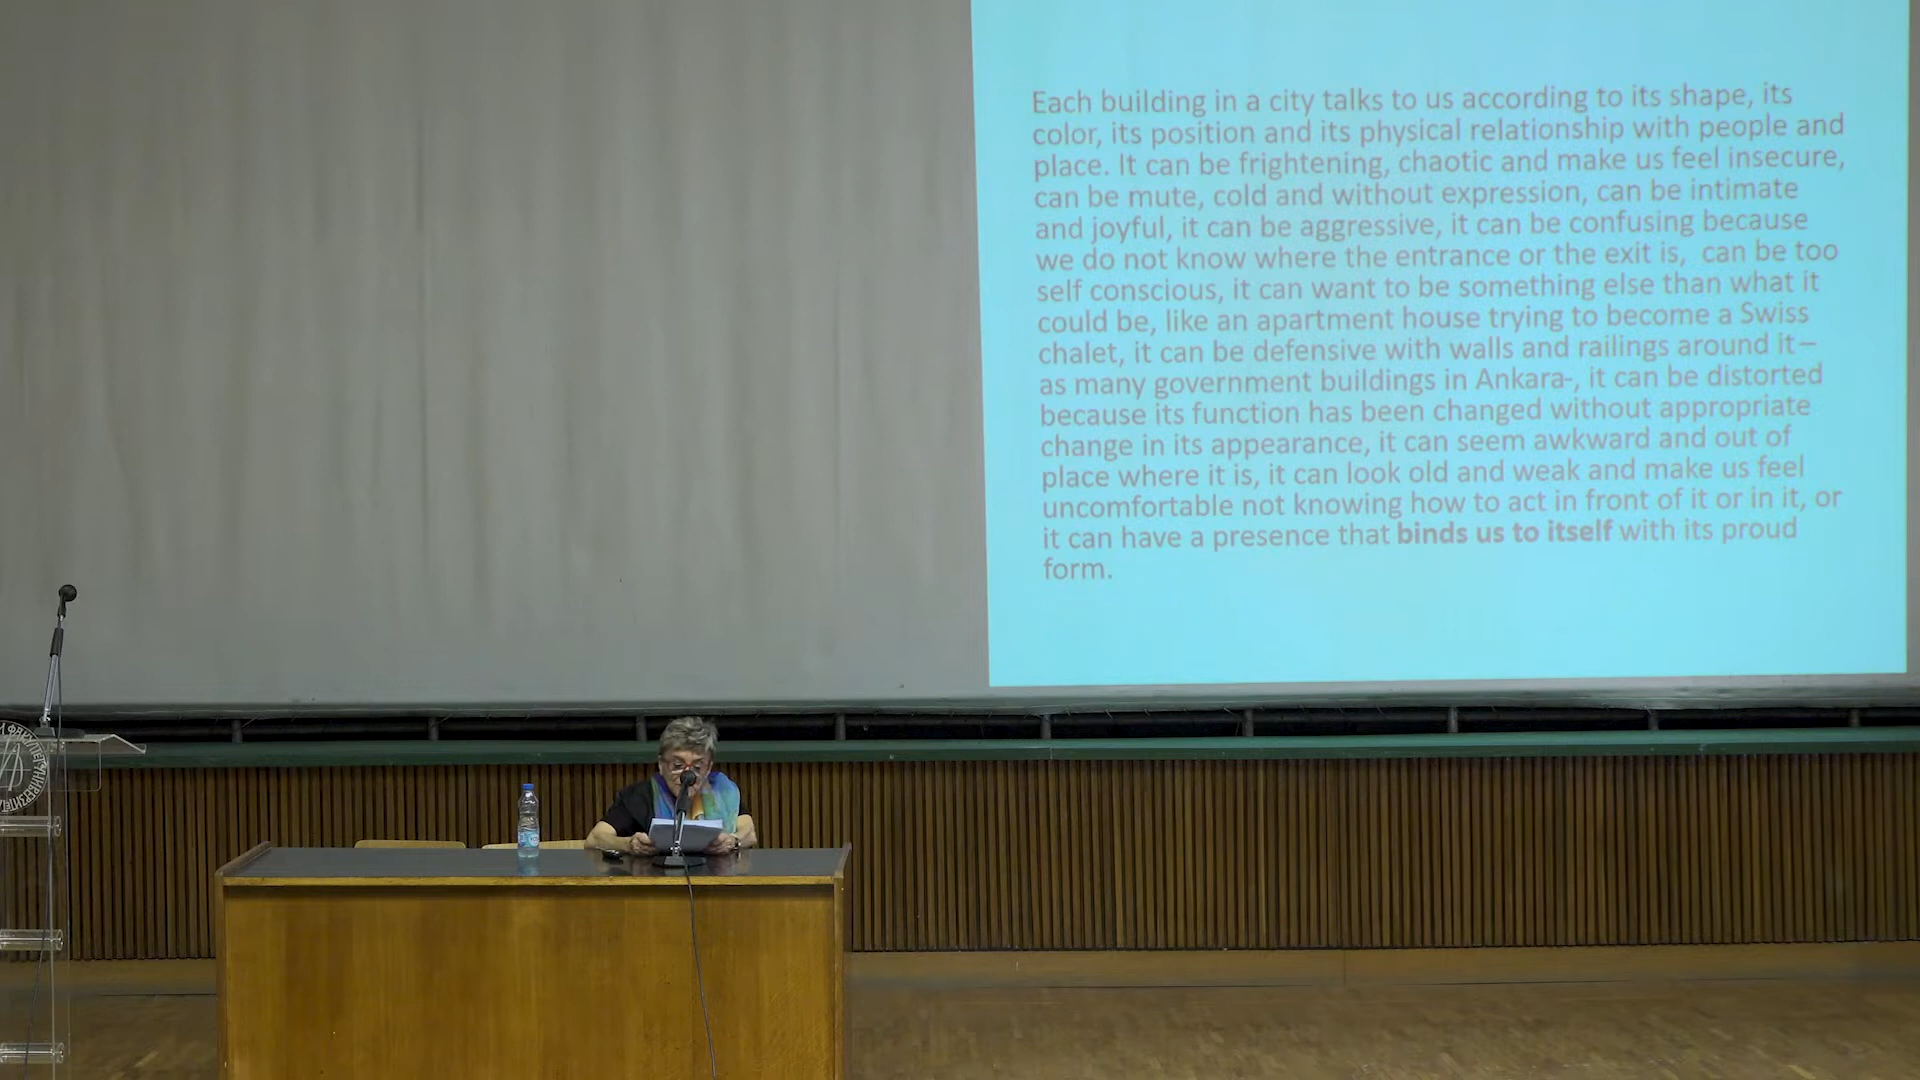 Each building in a city talks to us according to its shape, its
color, its position and its physical relationship with people and
place. It can be frightening, chaotic and make us feel insecure,
can be mute, cold and without expression, can be intimate
and joyful, it can be aggressive, it can be confusing because
we do not know where the entrance or the exit is,  can be too
self conscious, it can want to be something else than what it
could be, like an apartment house trying to become a Swiss
chalet, it can be defensive with walls and railings around it–
as many government buildings in Ankara-, it can be distorted
because its function has been changed without appropriate
change in its appearance, it can seem awkward and out of
place where it is, it can look old and weak and make us feel
uncomfortable not knowing how to act in front of it or in it, or
it can have a presence that binds us to itself with its proud
form.